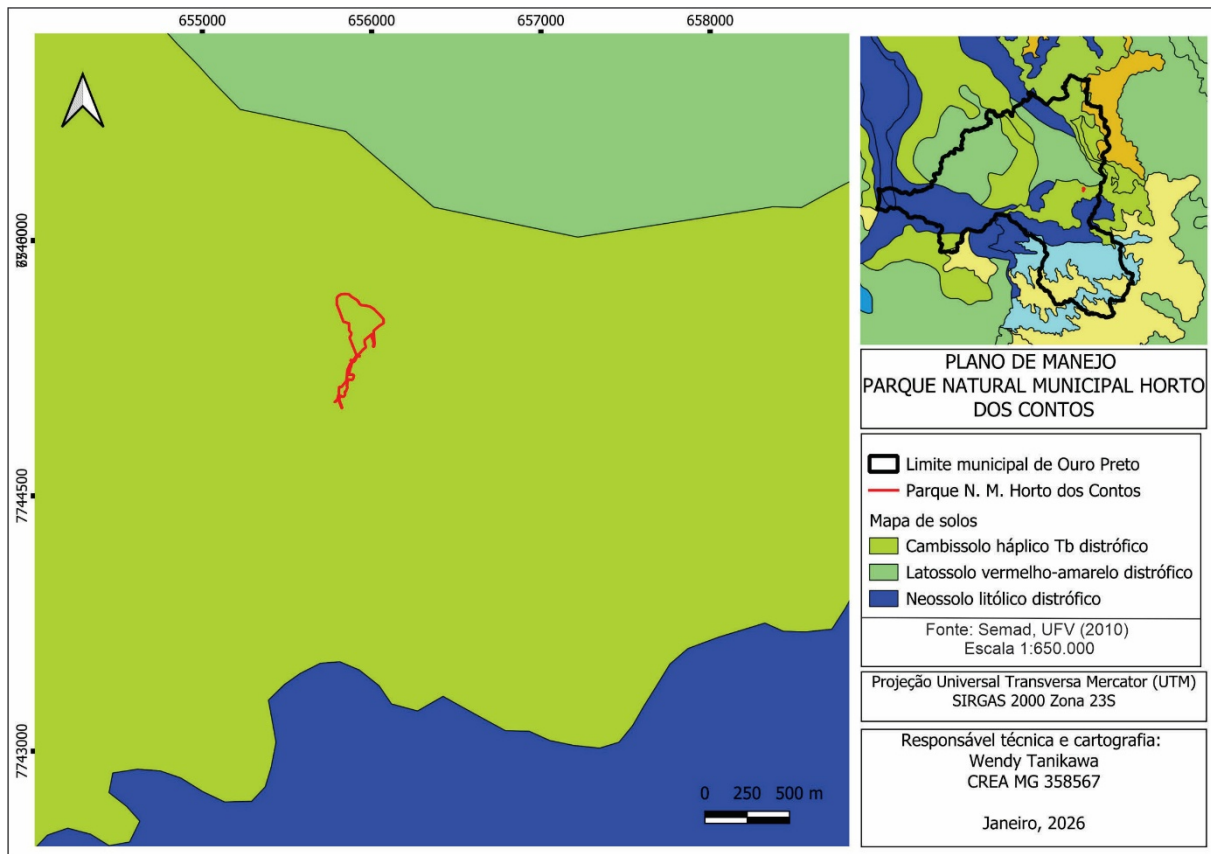 655000
656000
657000
658000
7744500
7743000
PLANO DE MANEJO
PARQUE NATURAL MUNICIPAL HORTO
DOS CONTOS
Limite municipal de Ouro Preto
Parque N. M. Horto dos Contos
Mapa de solos
Cambissolo háplico Tb distrófico
Latossolo vermelho-amarelo distrófico
Neossolo litólico distrófico
Fonte: Semad, UFV (2010)
Escala 1:650.000
Projeção Universal Transversa Mercator (UTM)
SIRGAS 2000 Zona 23S
Responsável técnica e cartografia:
Wendy Tanikawa
CREA MG 358567
Janeiro, 2026
0 250 500 m